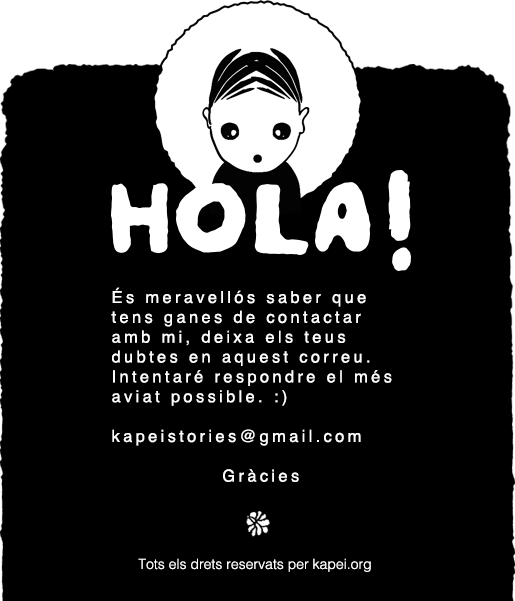 HOLA!
És meravellós saber que
tens ganes de contactar
amb mi, deixa els teus
dubtes en aquest correu.
Intentaré respondre el més
aviat possible. :)
kapeistories@gmail.com
Gràcies
Tots els drets reservats per kapei.org